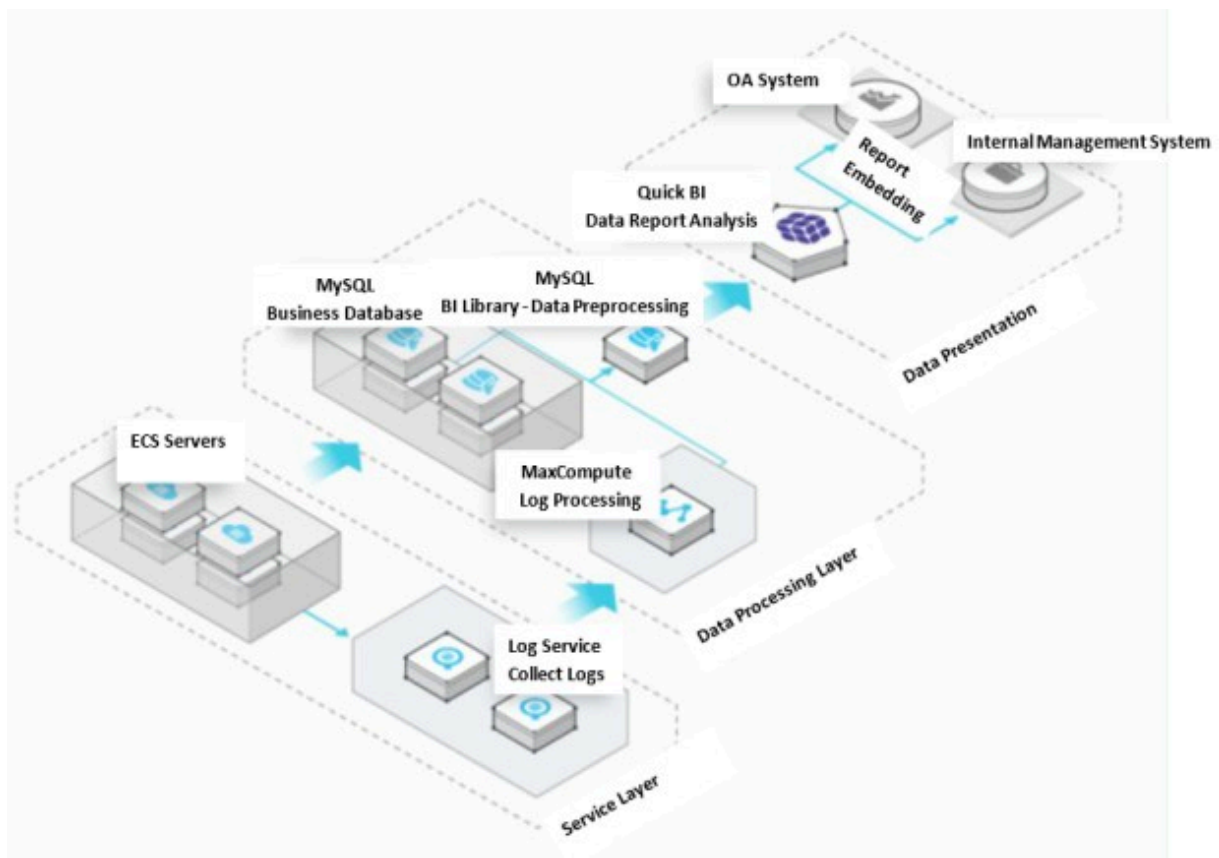 OA System
Internal Management System
Report
Embedding
Quick BI
Data Report Analysis
MySQL
Business Database
MySQL
BI Library - Data Preprocessing
Data Presentation
ECS Servers
MaxCompute
Log Processing
Data Processing Layer
Log Service
Collect Logs
Service Layer